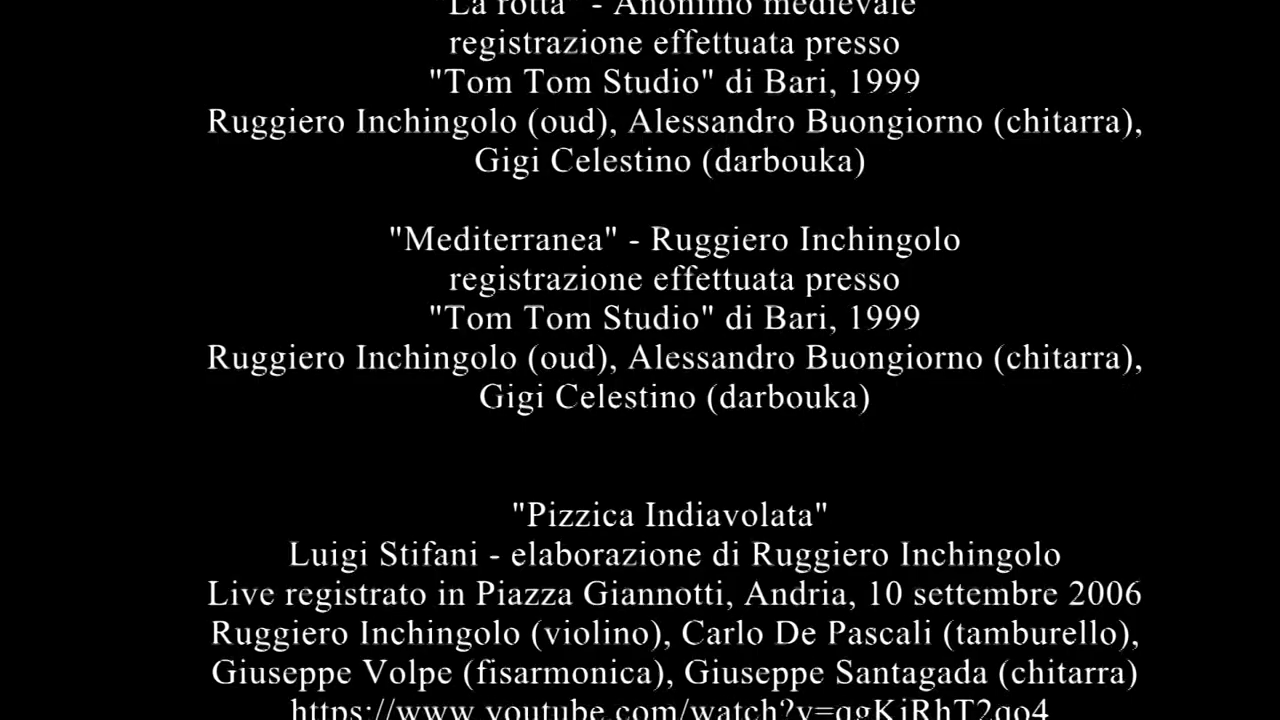 "La rotta" - Anonimo medievale
registrazione effettuata presso
"Tom Tom Studio" di Bari, 1999
Ruggiero Inchingolo (oud), Alessandro Buongiorno (chitarra),
Gigi Celestino (darbouka)
"Mediterranea" - Ruggiero Inchingolo
registrazione effettuata presso
"Tom Tom Studio" di Bari, 1999
Ruggiero Inchingolo (oud), Alessandro Buongiorno (chitarra),
Gigi Celestino (darbouka)
"Pizzica Indiavolata"
Luigi Stifani - elaborazione di Ruggiero Inchingolo
Live registrato in Piazza Giannotti, Andria, 10 settembre 2006
Ruggiero Inchingolo (violino), Carlo De Pascali (tamburello),
Giuseppe Volpe (fisarmonica), Giuseppe Santagada (chitarra)